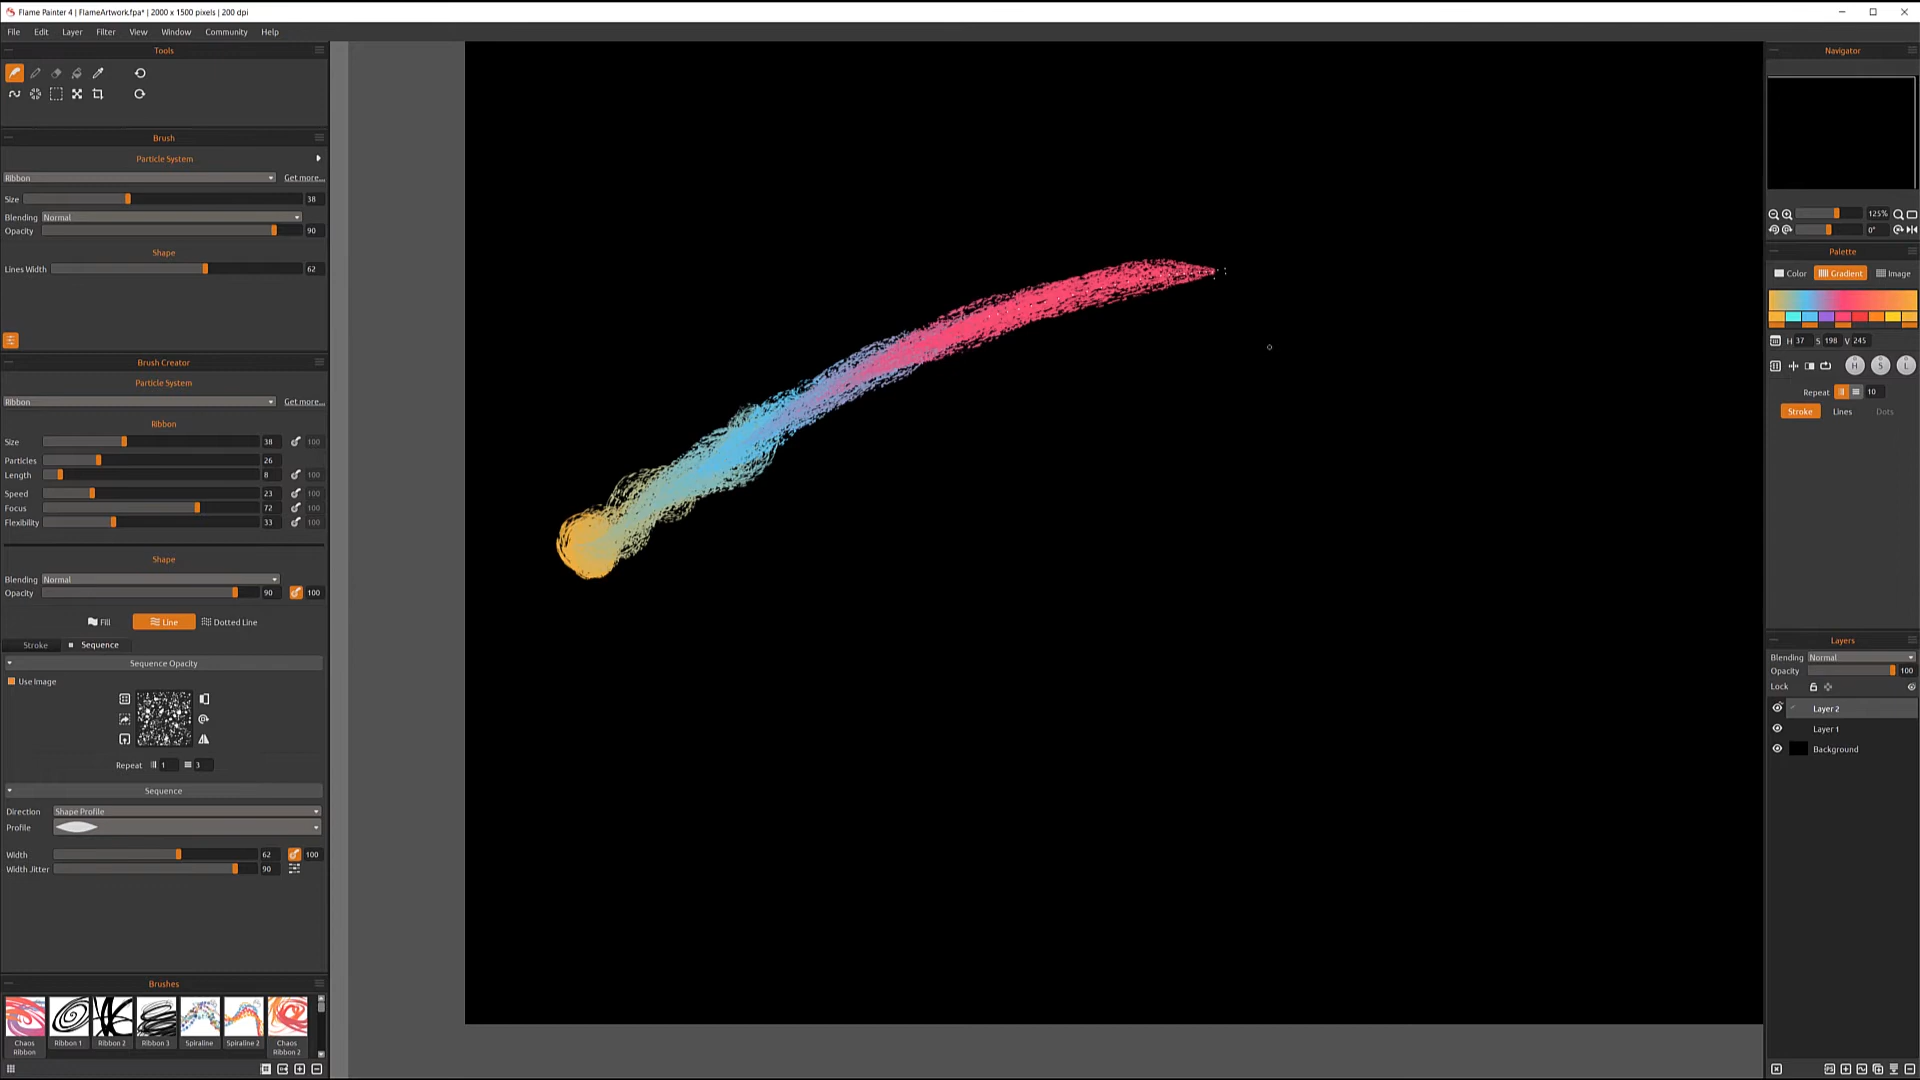 Flame Painter 4 | FlameArtwork.fpa* | 2000 x 1500 pixels | 200 dpi
File Edit Layer Filter View Window Community Help
Tools
Brush
Particle System
Ribbon Get more...
Size 38
Blending Normal
Opacity 90
Shape
Lines Width 62
Brush Creator
Particle System
Ribbon Get more...
Ribbon
Size 38 100
Particles 26
Length 8 100
Speed 23 100
Focus 72 100
Flexibility 33 100
Shape
Blending Normal
Opacity 90 100
Fill Line Dotted Line
Stroke Sequence
Sequence Opacity
Use Image
Repeat 1 3
Sequence
Direction Shape Profile
Profile
Width 62 100
Width Jitter 90
Brushes
Chaos Ribbon
Ribbon 1
Ribbon 2
Ribbon 3
Spiraline
Spiraline 2
Chaos Ribbon 2
Navigator
125%
0°
Palette
Color Gradient Image
H 37 S 198 V 245
H S L
Repeat 10
Stroke Lines Dots
Layers
Blending Normal
Opacity 100
Lock
Layer 2
Layer 1
Background